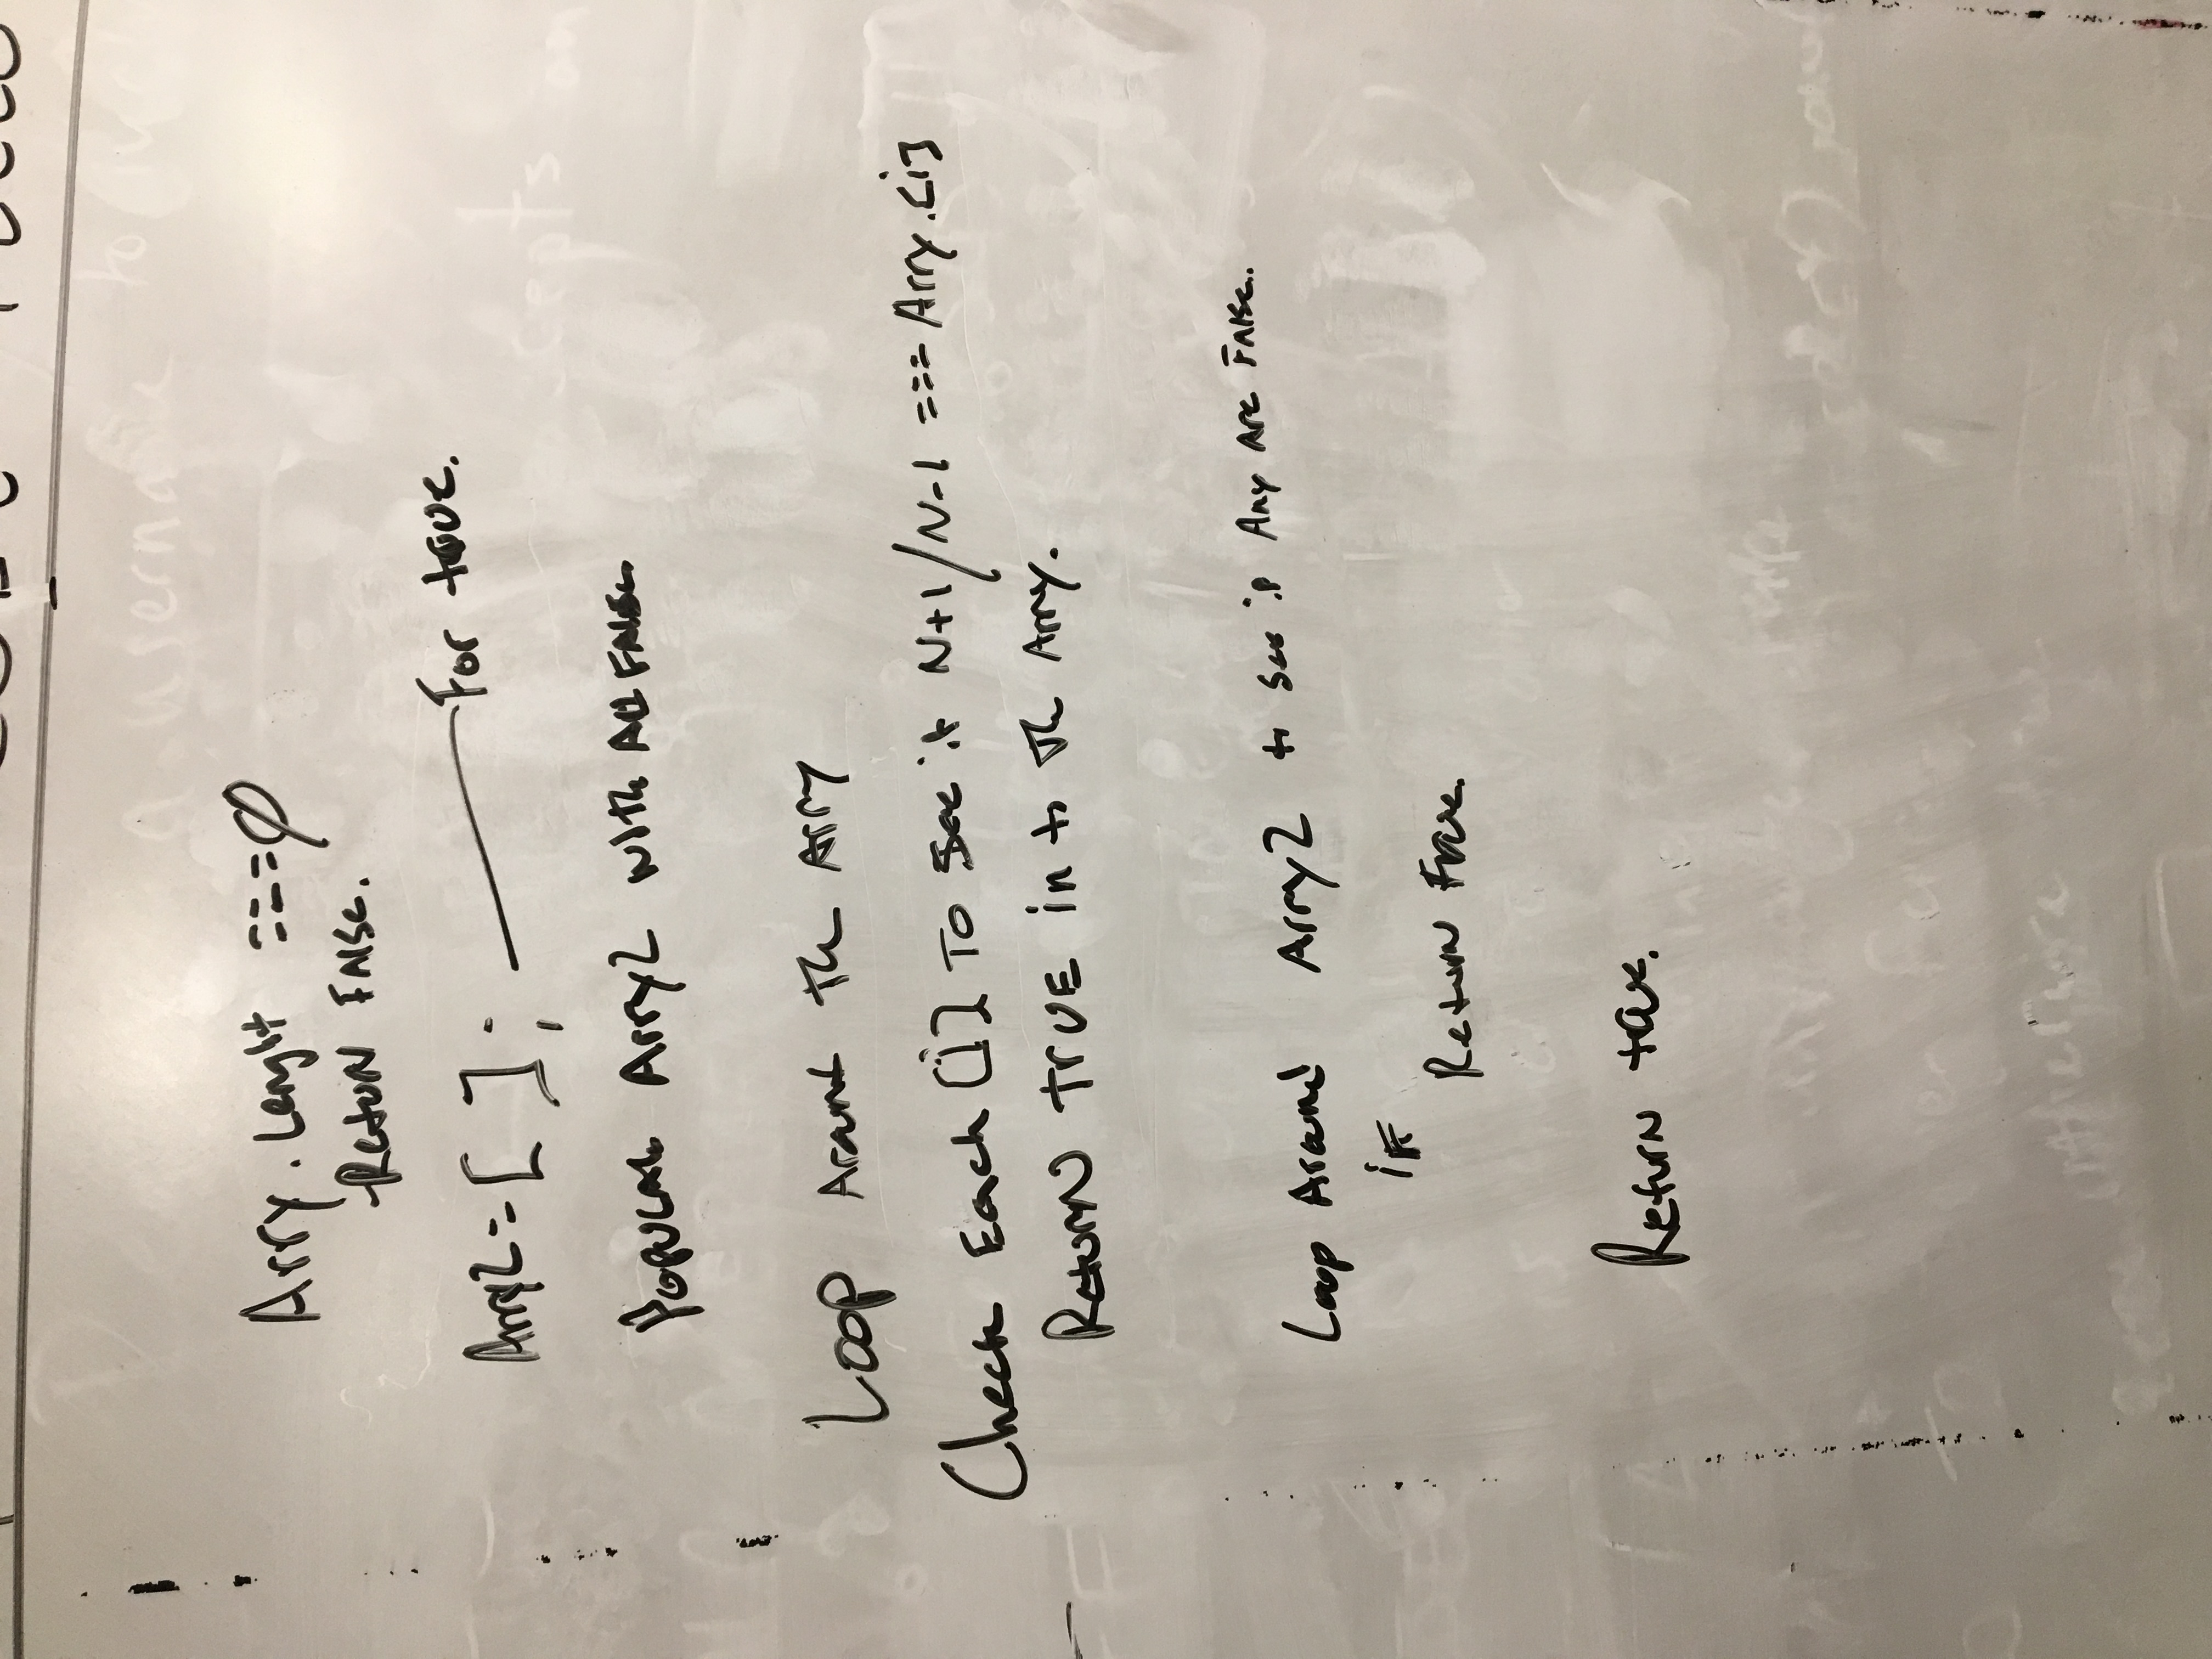 Arry. Lenght === Ø
Return False.
Arry2 = [ ]; For true.
Populate Arry2 with All False
Loop Around The Arry
Check Each [i] To See if N+1/N-1 === Arry.[i]
Return TRUE in to The Arry.
Loop Around Arry2 to see if Any Are False.
if
Return
Return true.